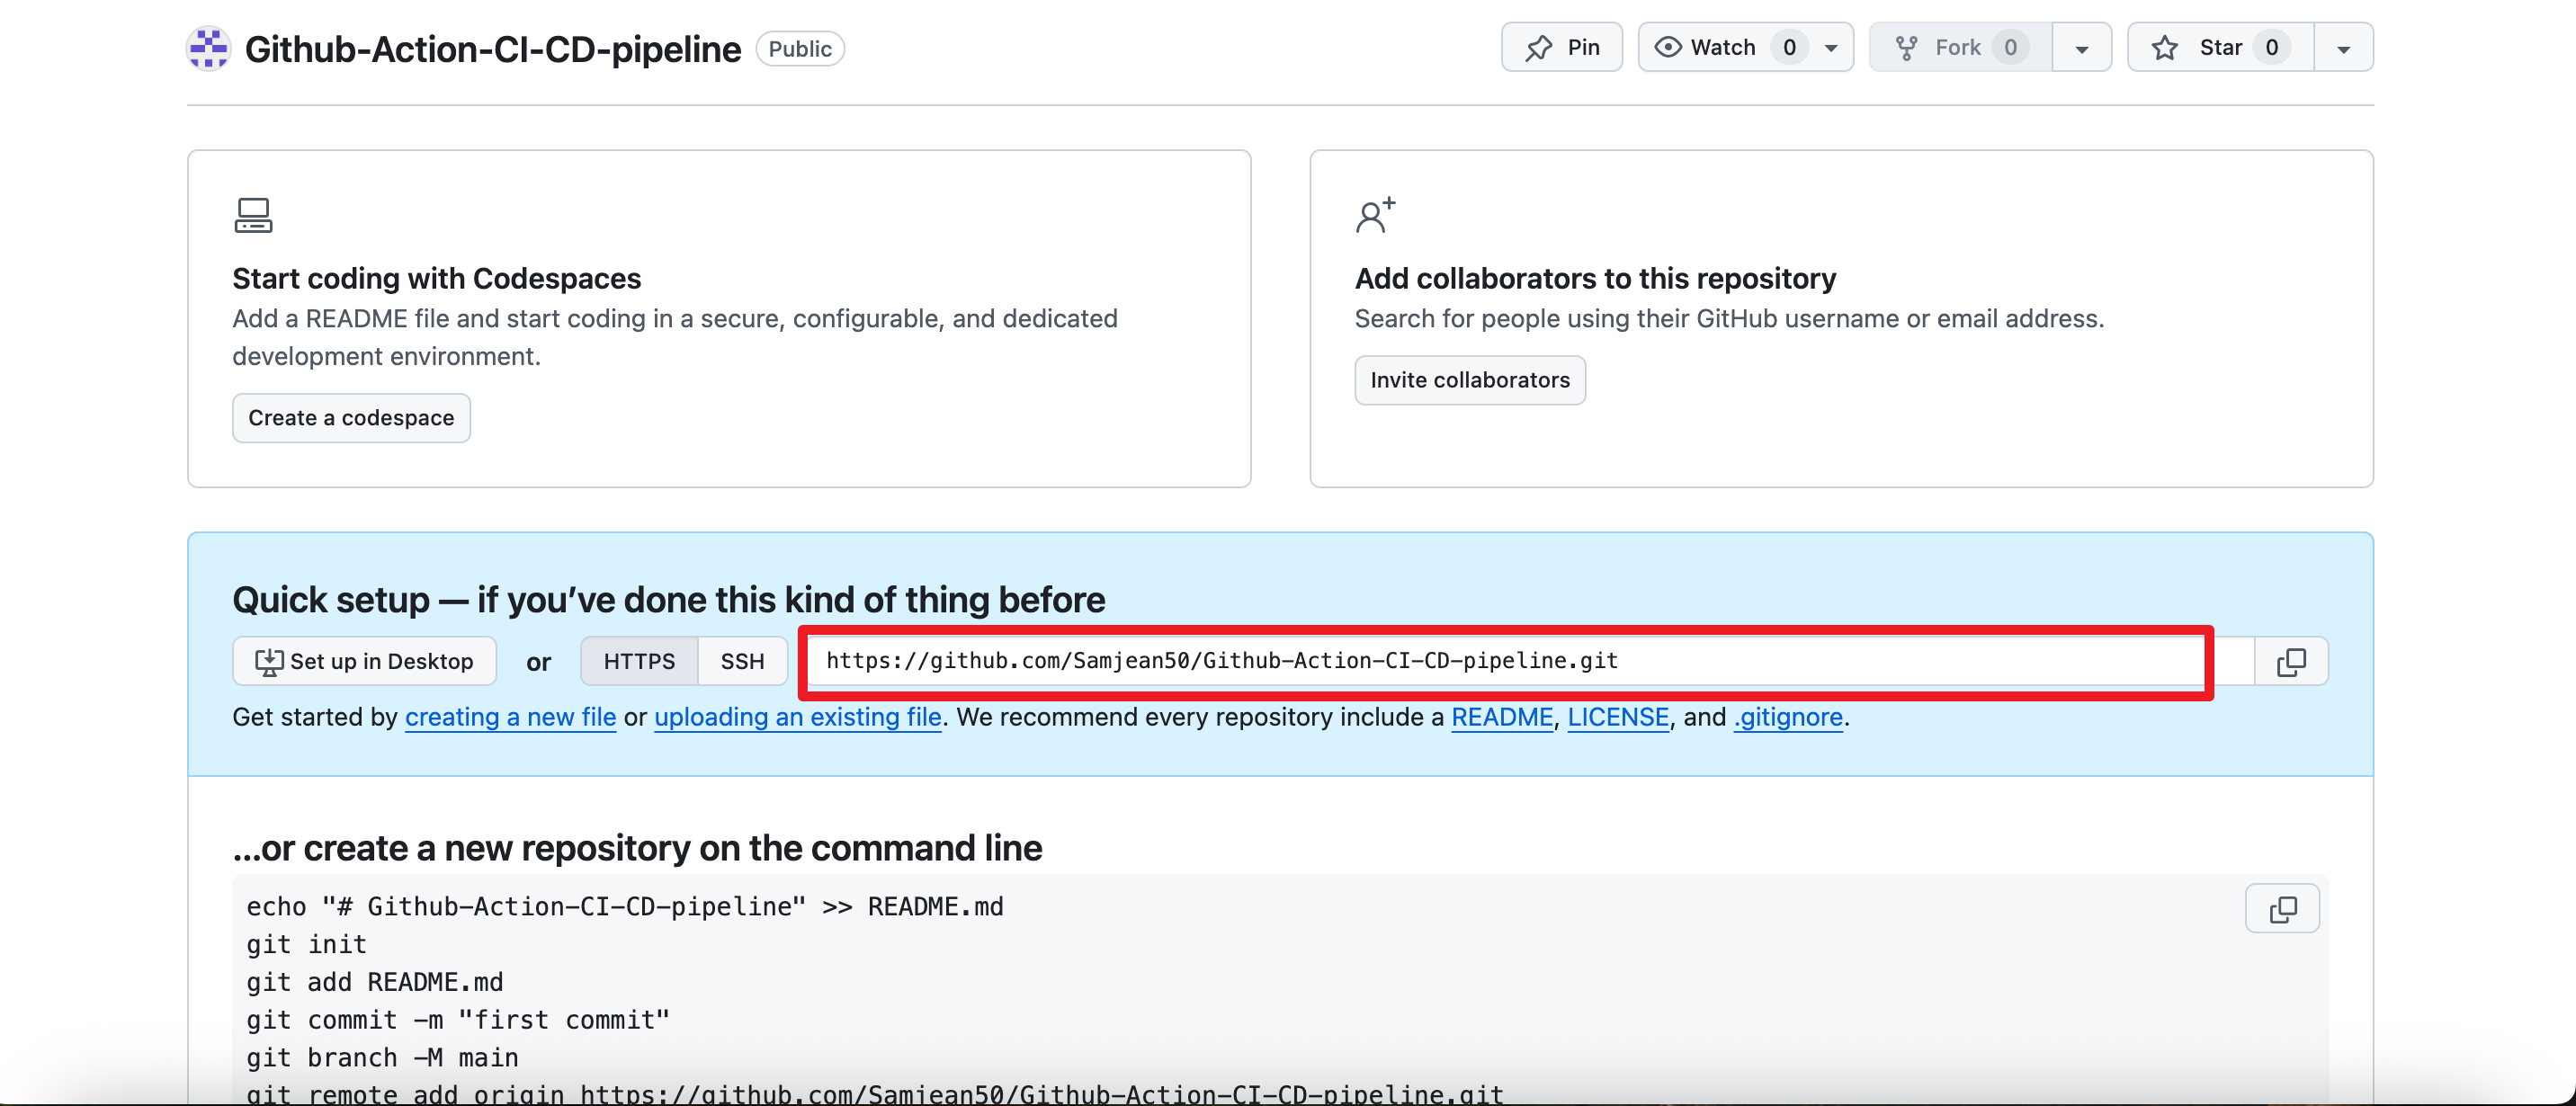 Github-Action-CI-CD-pipeline Public
Pin
Watch 0
Fork 0
Star 0
Start coding with Codespaces
Add a README file and start coding in a secure, configurable, and dedicated
development environment.
Create a codespace
Add collaborators to this repository
Search for people using their GitHub username or email address.
Invite collaborators
Quick setup — if you’ve done this kind of thing before
Set up in Desktop or HTTPS SSH https://github.com/Samjean50/Github-Action-CI-CD-pipeline.git
Get started by creating a new file or uploading an existing file. We recommend every repository include a README, LICENSE, and .gitignore.
…or create a new repository on the command line
echo "# Github-Action-CI-CD-pipeline" >> README.md
git init
git add README.md
git commit -m "first commit"
git branch -M main
git remote add origin https://github.com/Samjean50/Github-Action-CI-CD-pipeline.git